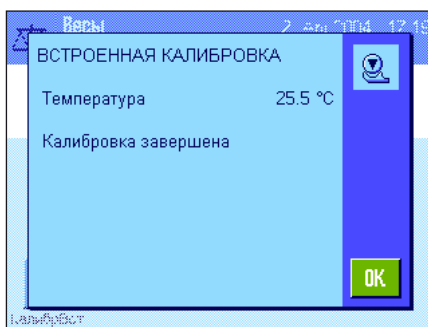 Весы
ВСТРОЕННАЯ КАЛИБРОВКА
Температура 25.5 °C
Калибровка завершена
OK